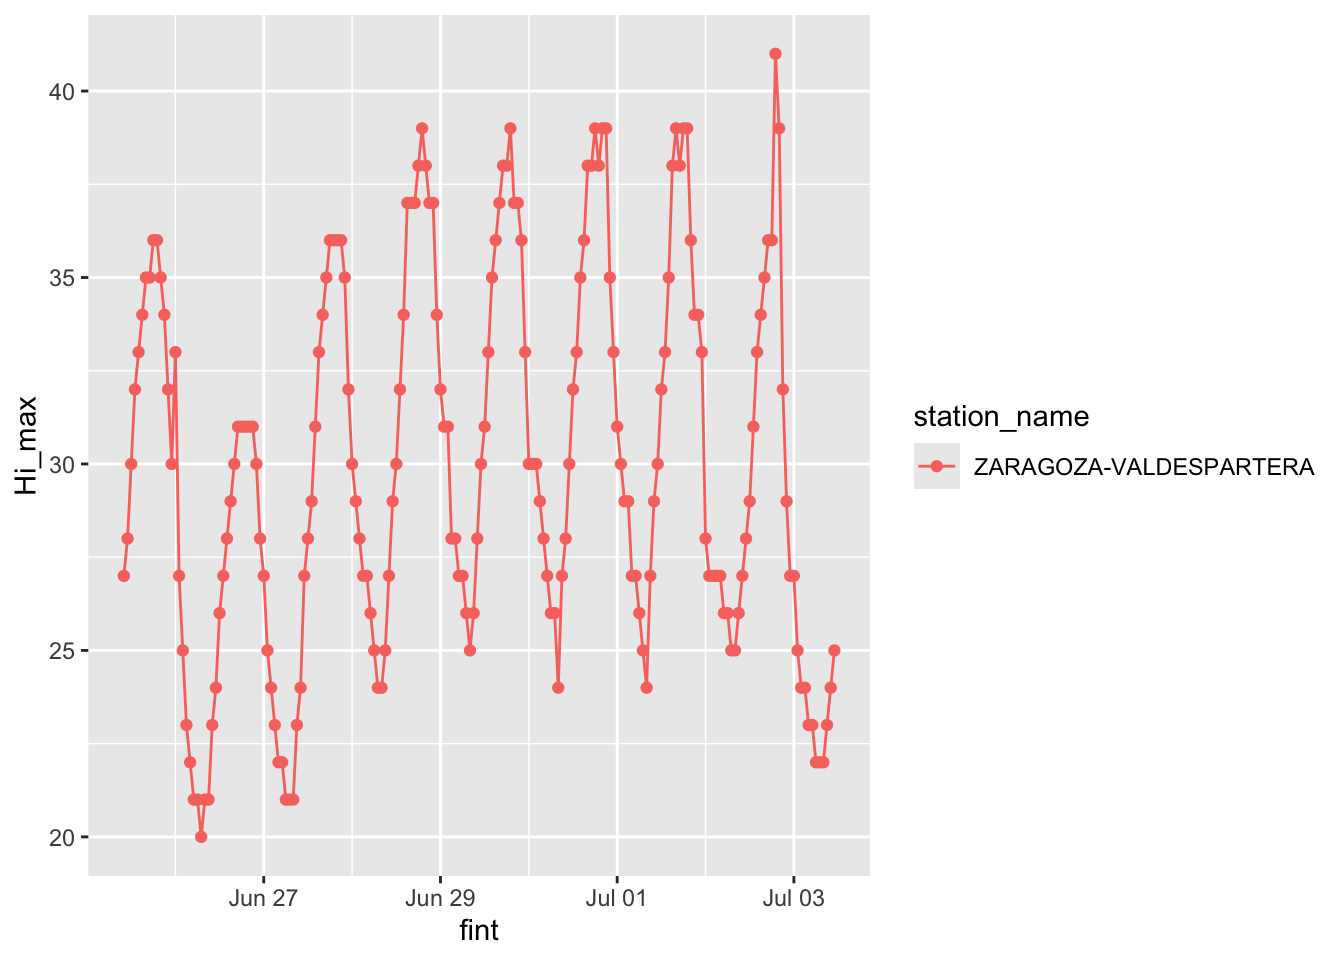 Hi_max
40
35
30
25
20
Jun 27 Jun 29 Jul 01 Jul 03
fint
station_name
ZARAGOZA-VALDESPARTERA